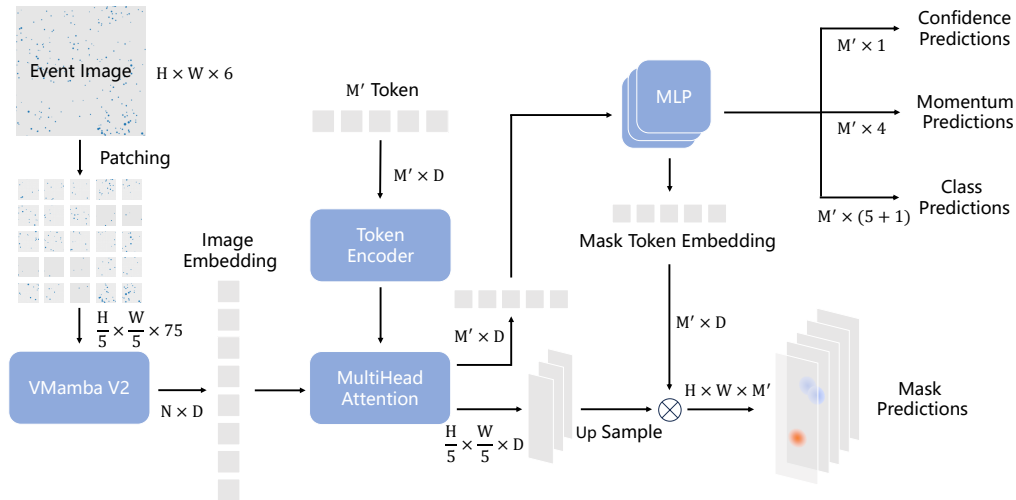 Event Image
H × W × 6
Patching
H/5 × W/5 × 75
VMamba V2
N × D
Image
Embedding
M′ Token
M′ × D
Token
Encoder
MultiHead
Attention
M′ × D
H/5 × W/5 × D
Up Sample
MLP
Mask Token Embedding
M′ × D
H × W × M′
Mask
Predictions
M′ × 1
Confidence
Predictions
M′ × 4
Momentum
Predictions
M′ × (5 + 1)
Class
Predictions